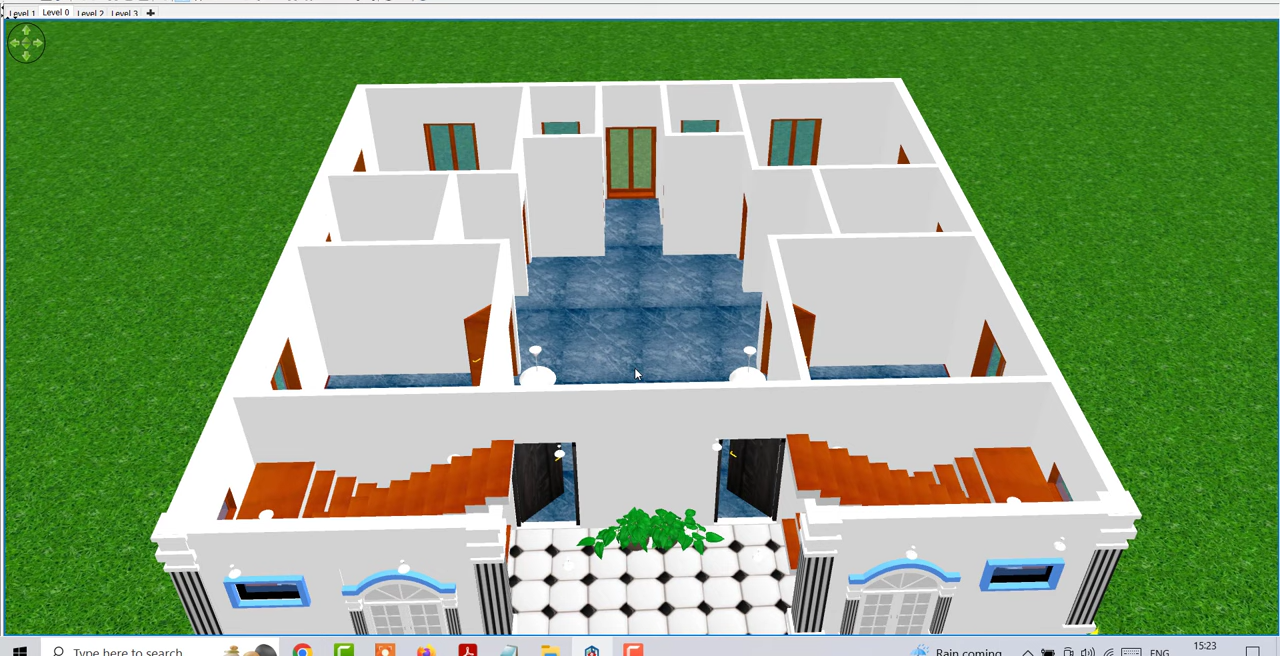 Level 1 Level 0 Level 2 Level 3
Type here to search
Rain coming
ENG
15:23